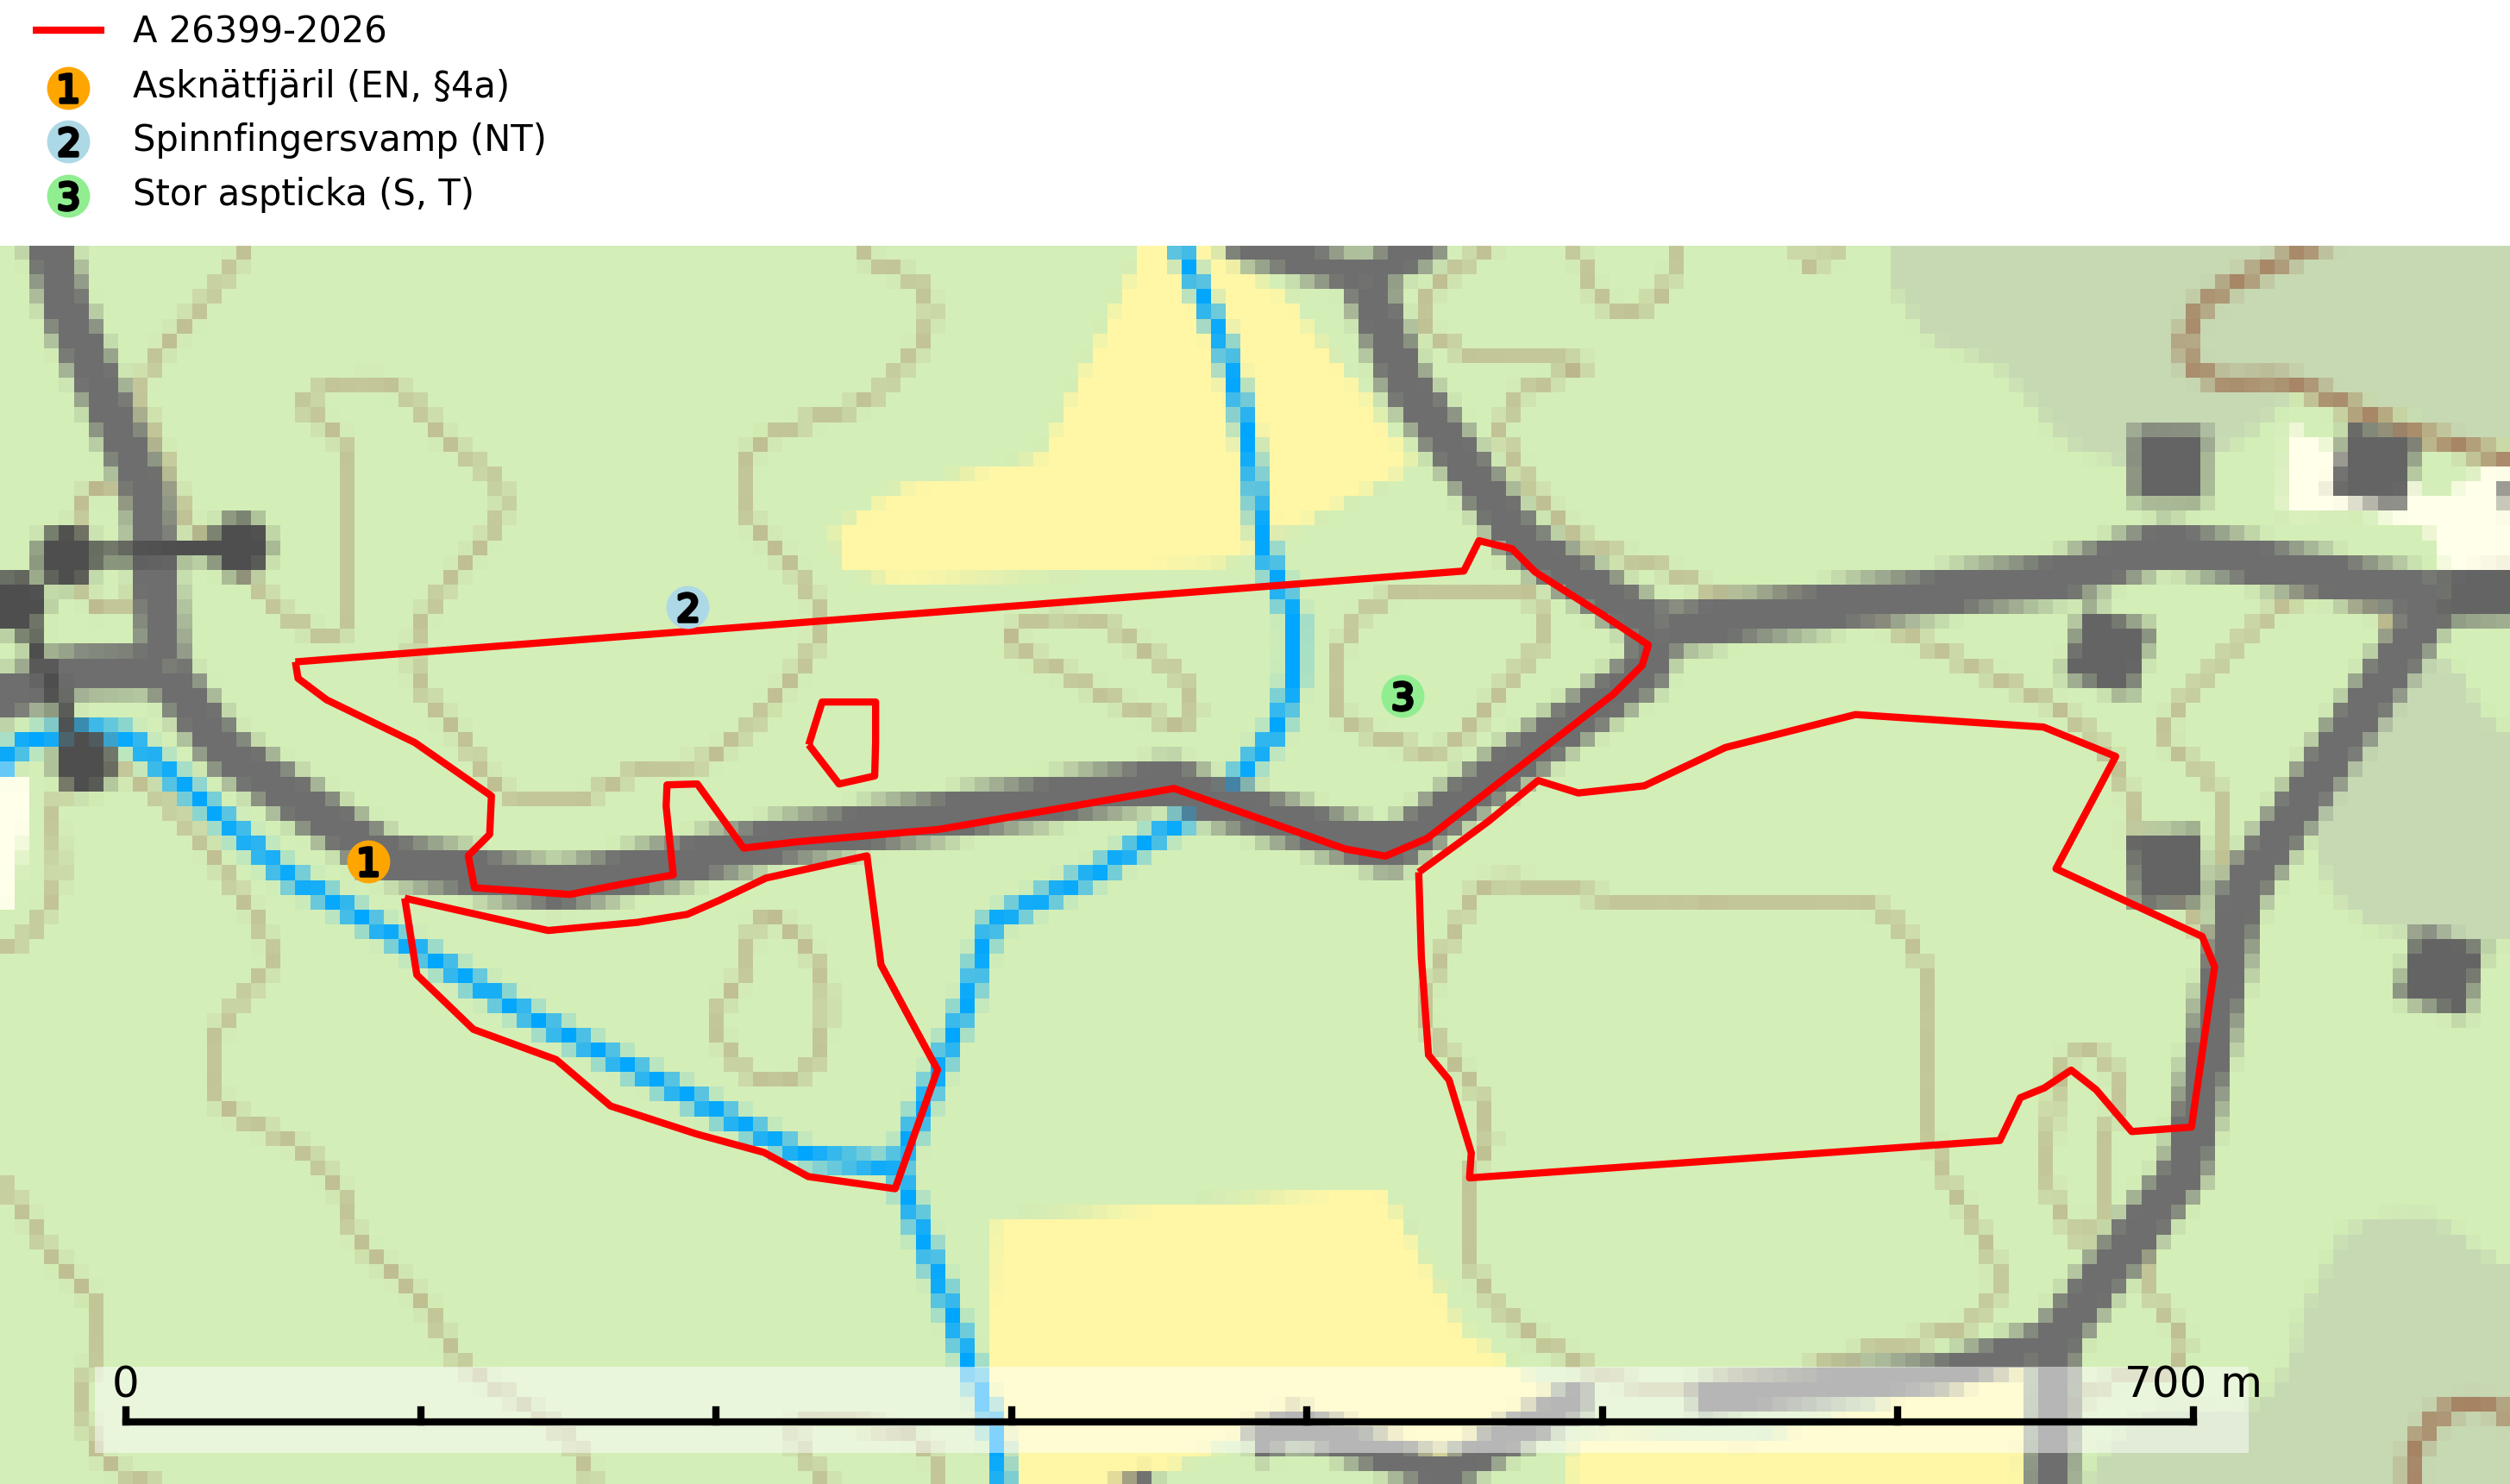 A 26399-2026
1 Asknätfjäril (EN, §4a)
2 Spinnfingersvamp (NT)
3 Stor aspticka (S, T)
2
3
1
0 700 m